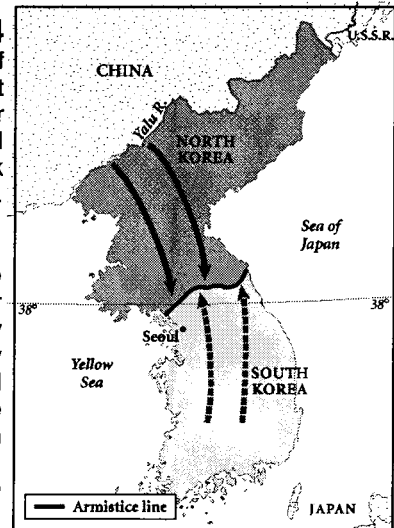 U.S.S.R.
CHINA
Yalu R.
NORTH
KOREA
Sea of
Japan
38°
38°
Seoul
Yellow
Sea
SOUTH
KOREA
Armistice line
JAPAN